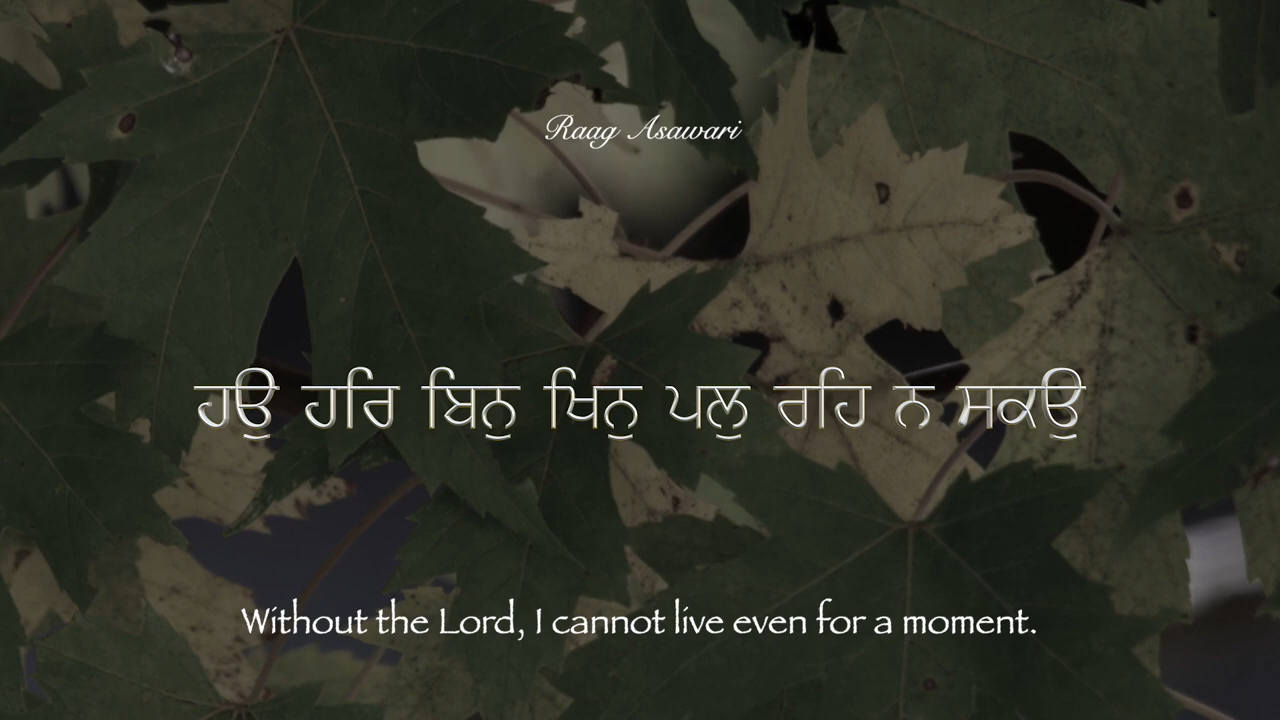 Raag Asawari
ਹਉ ਹਰਿ ਬਿਨੁ ਖਿਨੁ ਪਲੁ ਰਹਿ ਨ ਸਕਉ
Without the Lord, I cannot live even for a moment.